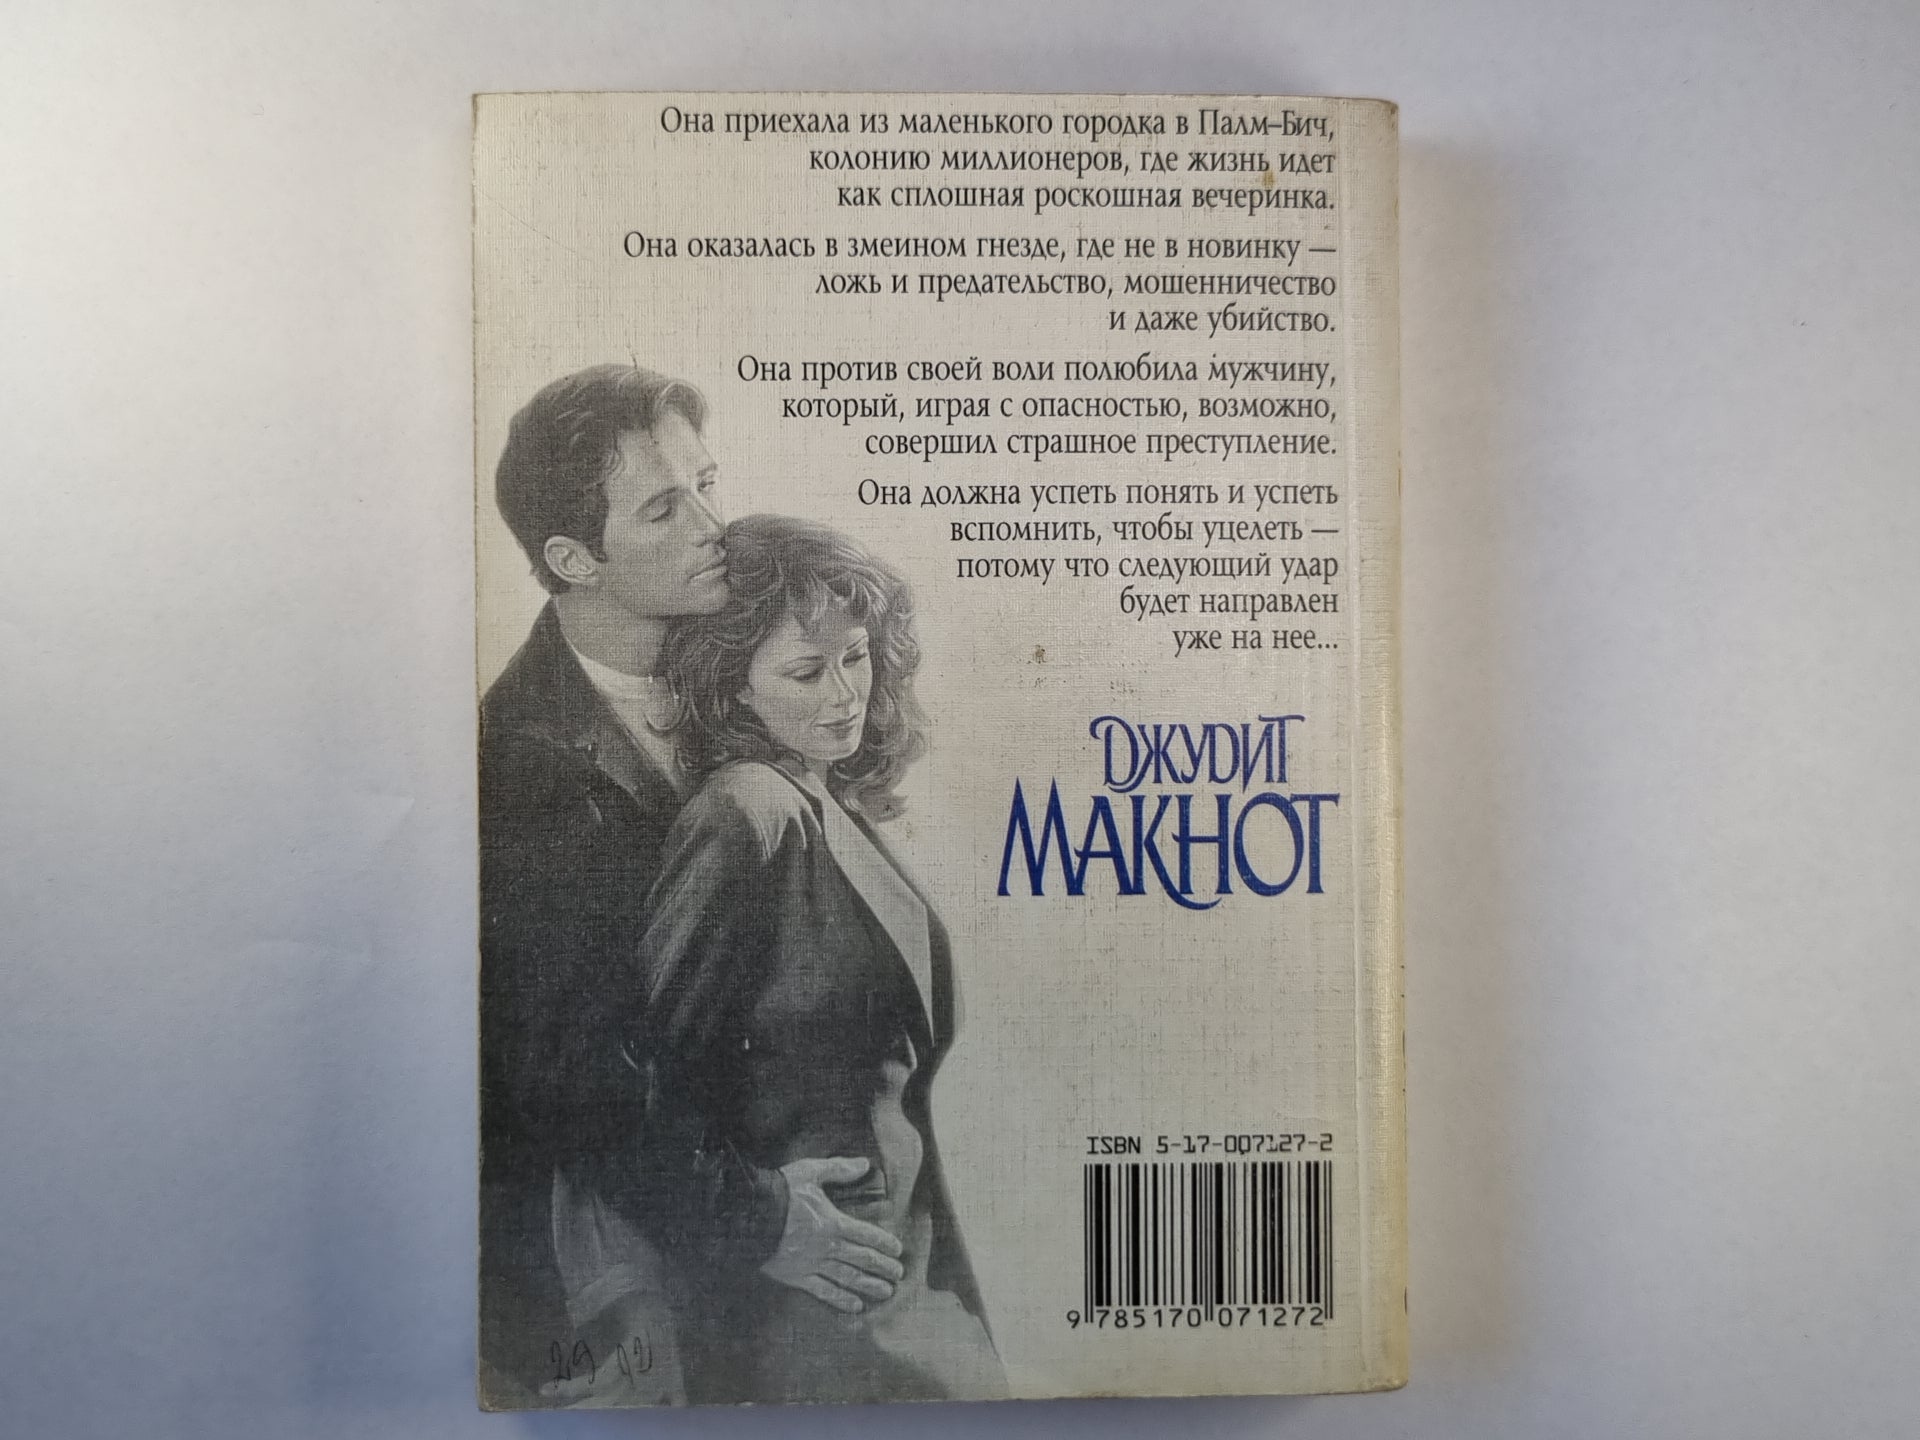 Она приехала из маленького городка в Палм-Бич,
колонию миллионеров, где жизнь идет
как сплошная роскошная вечеринка.
Она оказалась в змеином гнезде, где не в новинку —
ложь и предательство, мошенничество
и даже убийство.
Она против своей воли полюбила мужчину,
который, играя с опасностью, возможно,
совершил страшное преступление.
Она должна успеть понять и успеть
вспомнить, чтобы уцелеть —
потому что следующий удар
будет направлен
уже на нее...
ДЖУДИТ
МАКНОТ
ISBN 5-17-007127-2
9 785170 071272
29